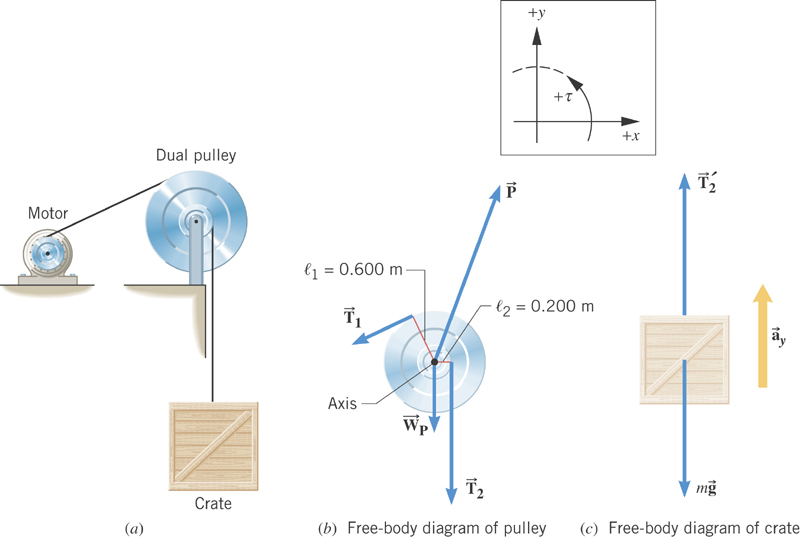 +y
+τ
+x
Dual pulley
Motor
Crate
(a)
P⃗
ℓ₁ = 0.600 m
T⃗₁
ℓ₂ = 0.200 m
Axis
W⃗P
T⃗₂
(b) Free-body diagram of pulley
T⃗₂′
a⃗y
mg⃗
(c) Free-body diagram of crate